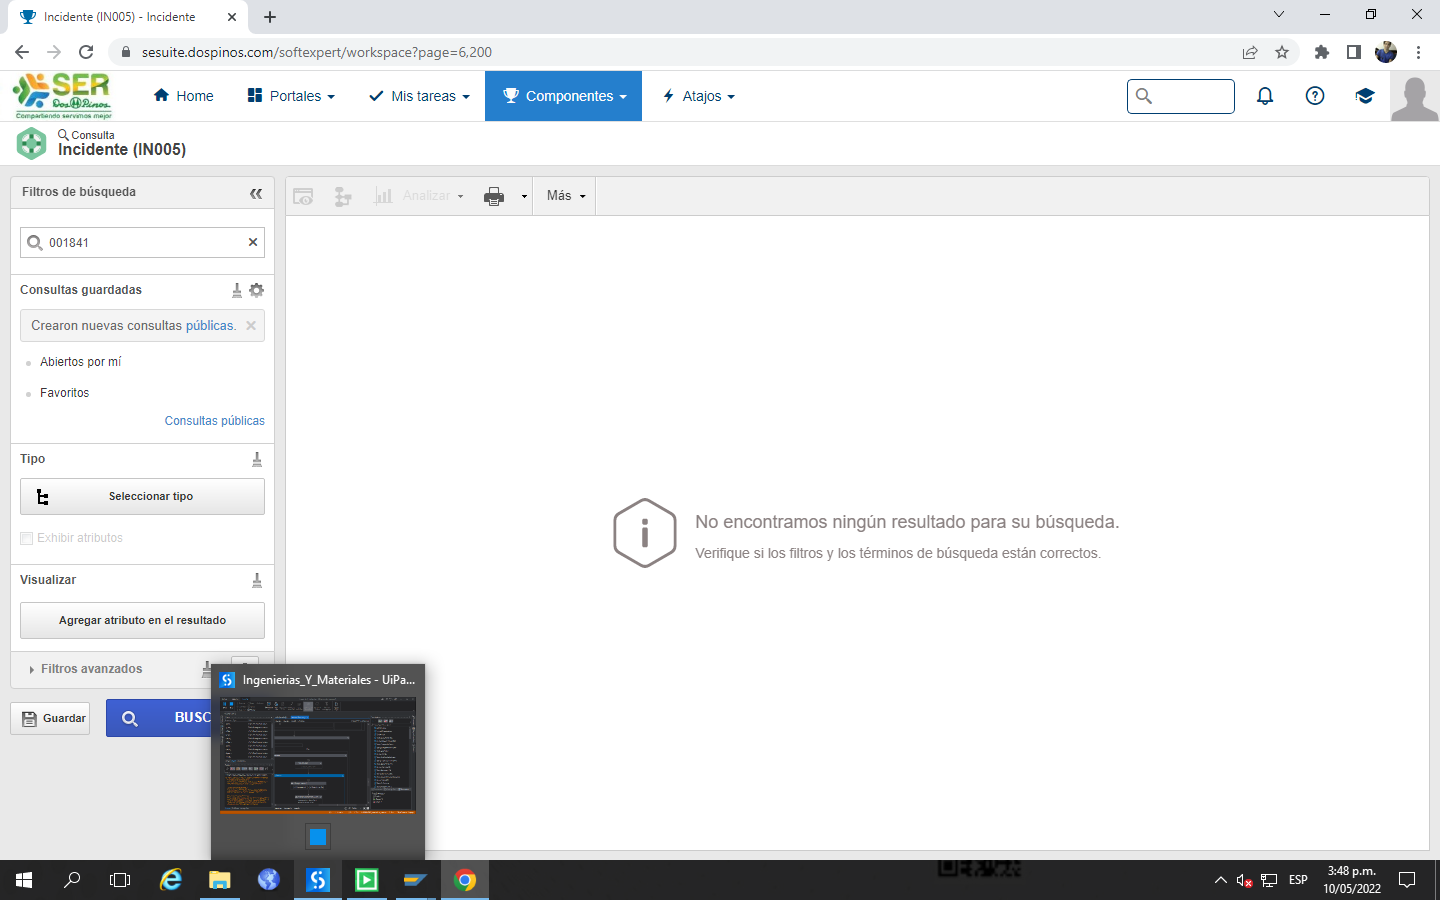 Incidente (IN005) - Incidente
sesuite.dospinos.com/softexpert/workspace?page=6,200
SER
Dos Pinos
Compartiendo servimos mejor
Home
Portales
Mis tareas
Componentes
Atajos
Consulta
Incidente (IN005)
Filtros de búsqueda
001841
Consultas guardadas
Crearon nuevas consultas públicas.
Abiertos por mí
Favoritos
Consultas públicas
Tipo
Seleccionar tipo
Exhibir atributos
Visualizar
Agregar atributo en el resultado
Filtros avanzados
Guardar
BUSC
Analizar
Más
No encontramos ningún resultado para su búsqueda.
Verifique si los filtros y los términos de búsqueda están correctos.
Ingenierias_Y_Materiales - UiPa...
ESP
3:48 p.m.
10/05/2022